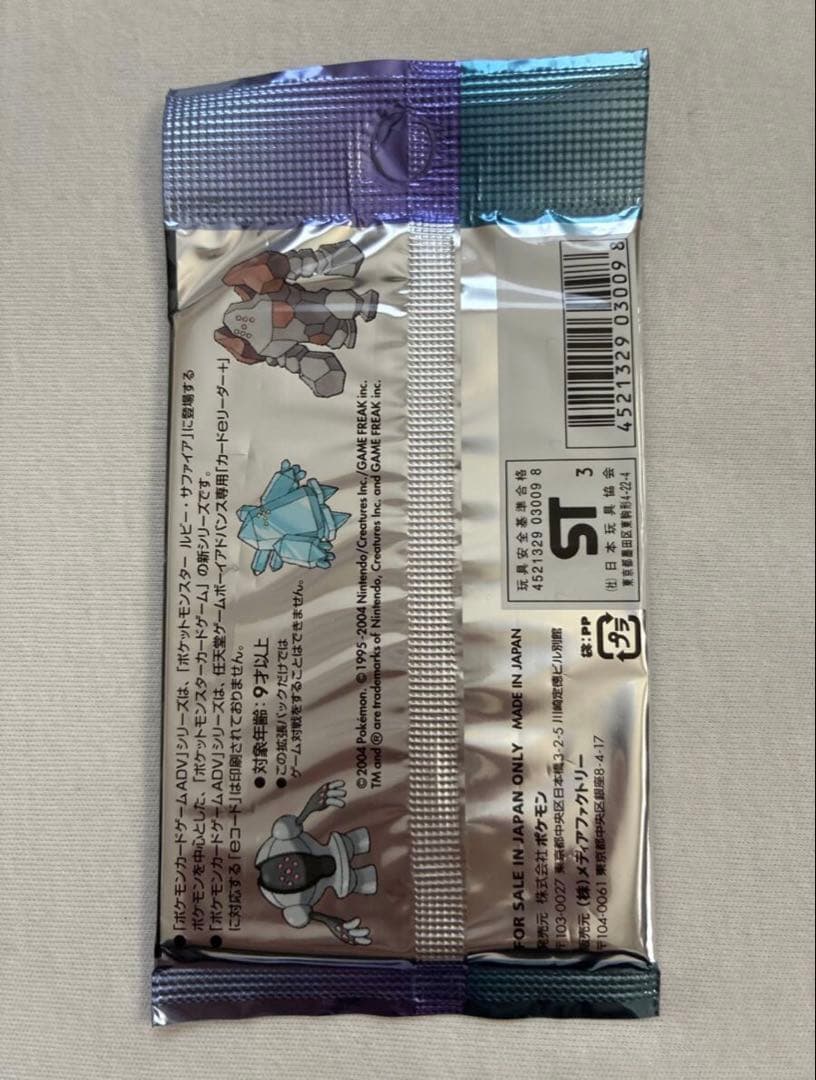 ●「ポケモンカードゲームADV」シリーズは、「ポケットモンスター ルビー・サファイア」に登場する
ポケモンを中心とした、「ポケットモンスターカードゲーム」の新シリーズです。
●「ポケモンカードゲームADV」シリーズは、任天堂ゲームボーイアドバンス専用「カードeリーダー+」
に対応する「eコード」は印刷されておりません。
●対象年齢：9才以上
●この拡張パックだけでは
ゲーム対戦をすることはできません。
©2004 Pokémon. ©1995-2004 Nintendo/Creatures Inc./GAME FREAK inc.
TM and ® are trademarks of Nintendo, Creatures Inc. and GAME FREAK inc.
FOR SALE IN JAPAN ONLY MADE IN JAPAN
発売元 株式会社 ポケモン
〒103-0027 東京都中央区日本橋3-2-5 川崎定徳ビル別館
販売元 (株)メディアファクトリー
〒104-0061 東京都中央区銀座8-4-17
袋:PP
プラ
玩具安全基準合格
4521329 03009 8
ST 3
(社)日本玩具協会
東京都墨田区東駒形4-22-4
4521329 03009 8